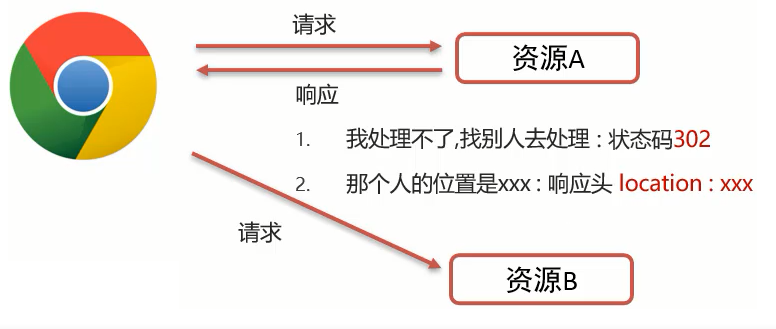 请求
资源A
响应
1. 我处理不了,找别人去处理 : 状态码302
2. 那个人的位置是xxx : 响应头 location : xxx
请求
资源B